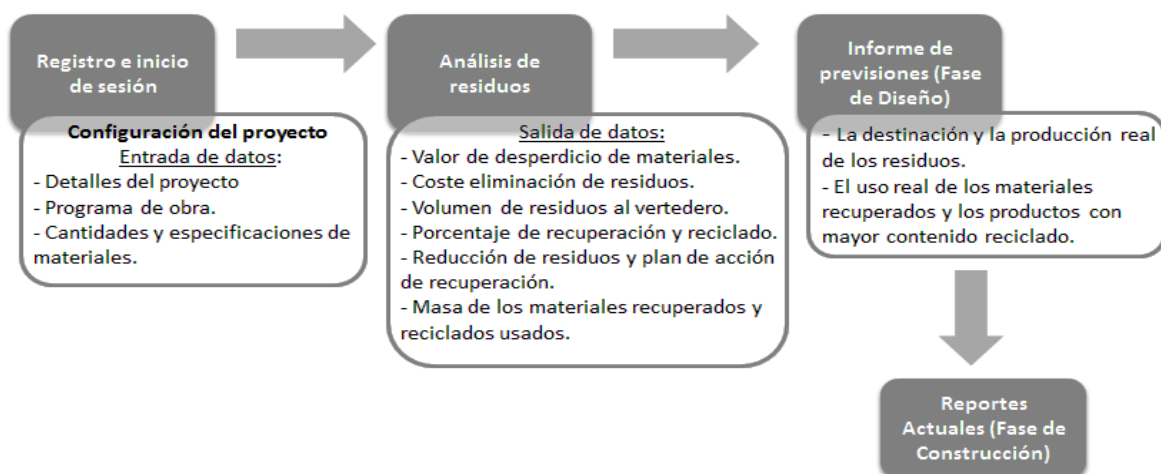 Registro e inicio
de sesión
Configuración del proyecto
Entrada de datos:
- Detalles del proyecto
- Programa de obra.
- Cantidades y especificaciones de
materiales.
Análisis de
residuos
Salida de datos:
- Valor de desperdicio de materiales.
- Coste eliminación de residuos.
- Volumen de residuos al vertedero.
- Porcentaje de recuperación y reciclado.
- Reducción de residuos y plan de acción
de recuperación.
- Masa de los materiales recuperados y
reciclados usados.
Informe de
previsiones (Fase
de Diseño)
- La destinación y la producción real
de los residuos.
- El uso real de los materiales
recuperados y los productos con
mayor contenido reciclado.
Reportes
Actuales (Fase de
Construcción)